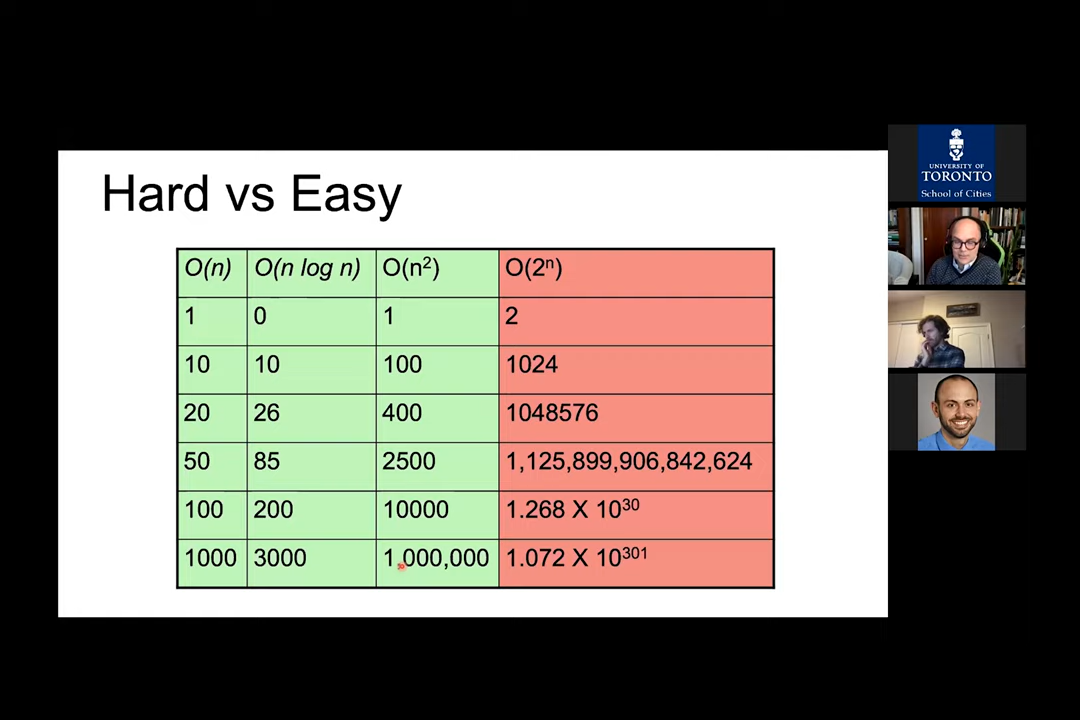 Hard vs Easy
O(n) O(n log n) O(n²) O(2ⁿ)
1 0 1 2
10 10 100 1024
20 26 400 1048576
50 85 2500 1,125,899,906,842,624
100 200 10000 1.268 X 10³⁰
1000 3000 1,000,000 1.072 X 10³⁰¹
UNIVERSITY OF
TORONTO
School of Cities